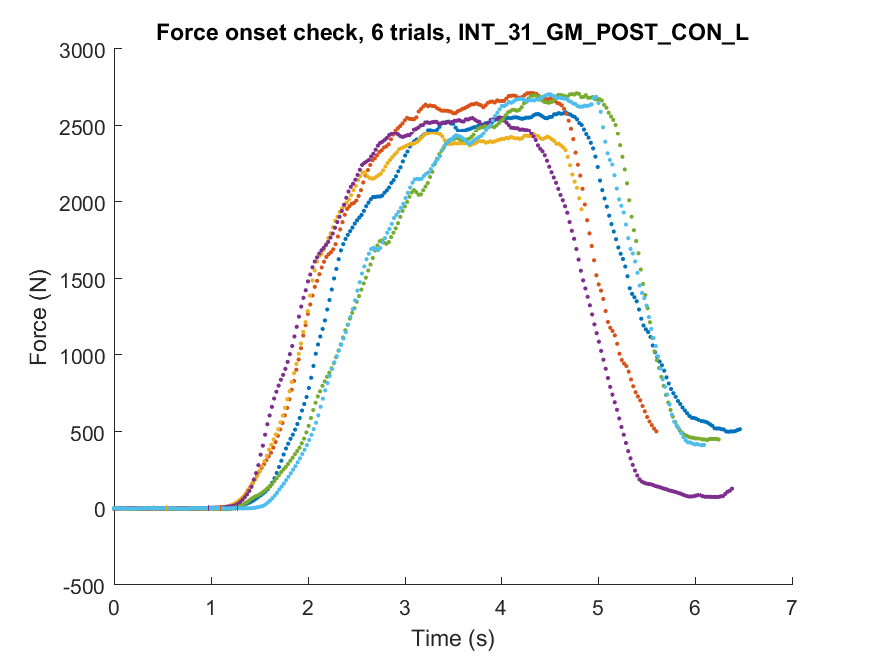 Force onset check, 6 trials, INT_31_GM_POST_CON_L
3000
2500
2000
1500
1000
500
0
-500
Force (N)
0 1 2 3 4 5 6 7
Time (s)